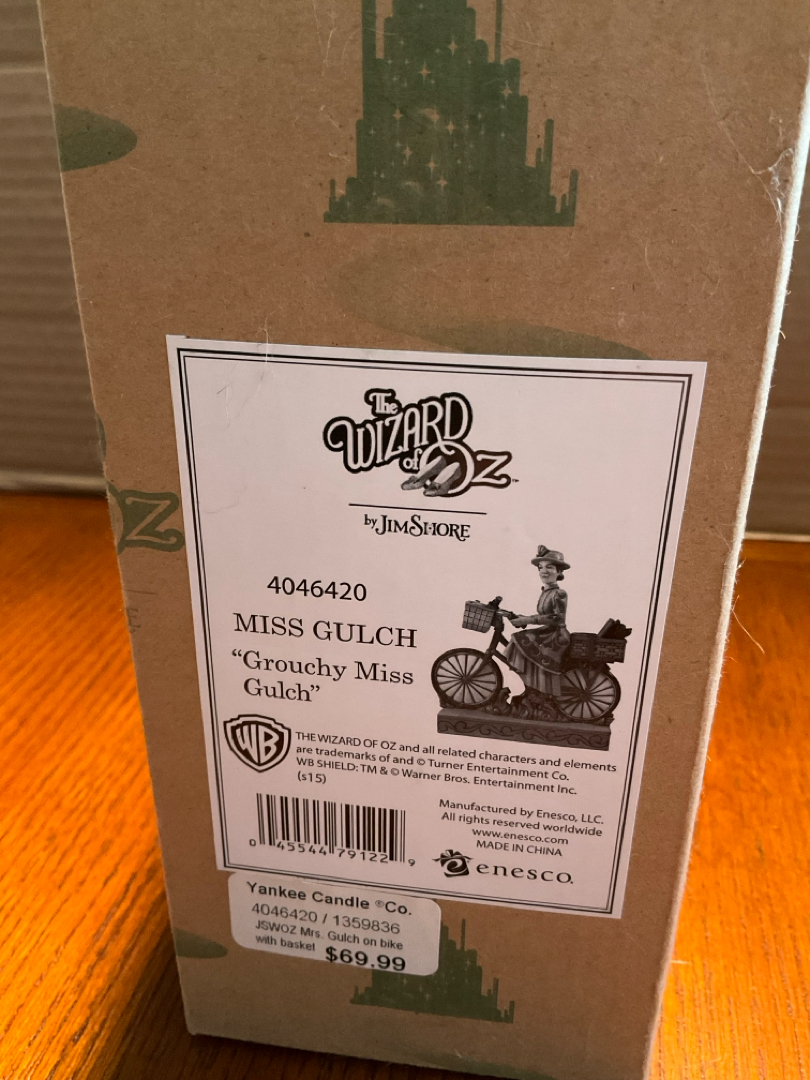 The
WIZARD
of OZ™
by JIM SHORE
4046420
MISS GULCH
“Grouchy Miss
Gulch”
Z
E
WB
THE WIZARD OF OZ and all related characters and elements
are trademarks of and © Turner Entertainment Co.
WB SHIELD: TM & © Warner Bros. Entertainment Inc.
(s15)
0 45544 79122 9
Manufactured by Enesco, LLC.
All rights reserved worldwide
www.enesco.com
MADE IN CHINA
enesco.
Yankee Candle ®Co.
4046420 / 1359836
JSWOZ Mrs. Gulch on bike
with basket $69.99